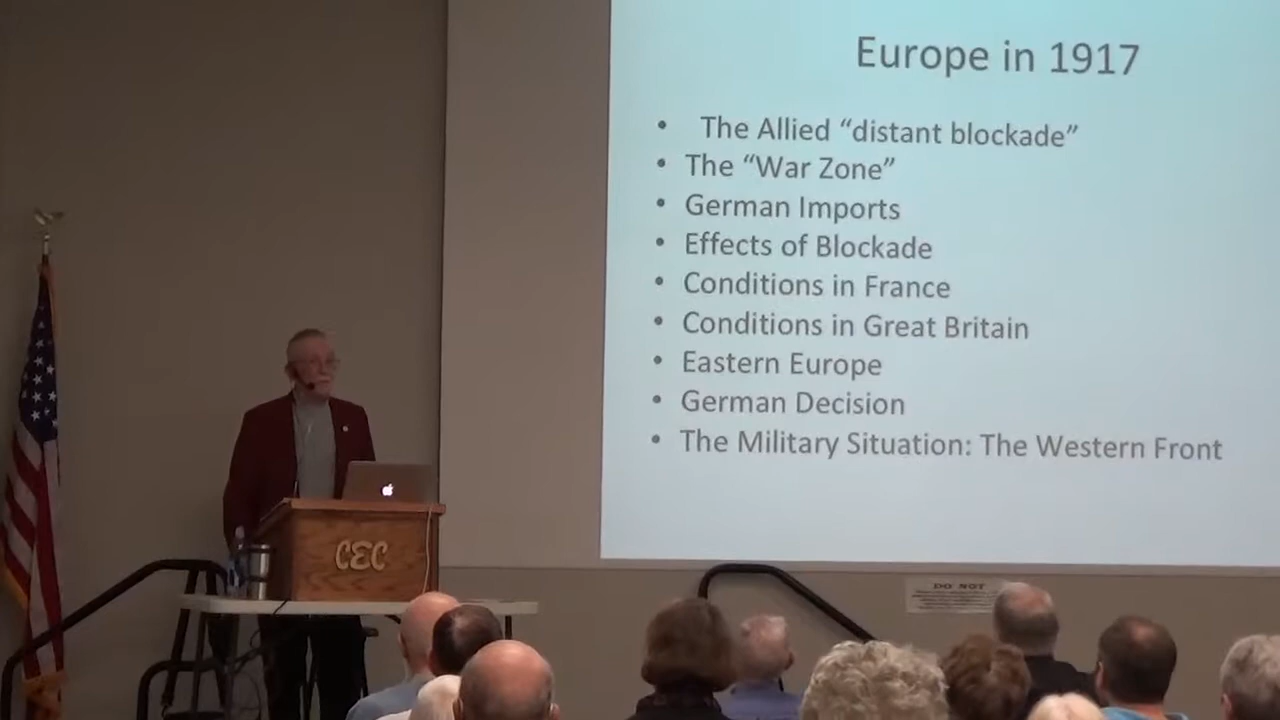 Europe in 1917
• The Allied “distant blockade”
• The “War Zone”
• German Imports
• Effects of Blockade
• Conditions in France
• Conditions in Great Britain
• Eastern Europe
• German Decision
• The Military Situation: The Western Front
CEC
DO NOT